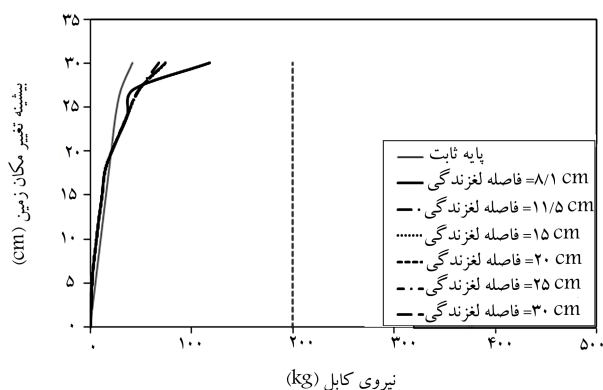 ۳۵
۳۰
۲۵
۲۰
۱۵
۱۰
۵
۰
بیشینه تغییر مکان زمین (cm)
پایه ثابت
فاصله لغزندگی =۸/۱ cm
فاصله لغزندگی =۱۱/۵ cm
فاصله لغزندگی =۱۵ cm
فاصله لغزندگی =۲۰ cm
فاصله لغزندگی =۲۵ cm
فاصله لغزندگی =۳۰ cm
۰ ۱۰۰ ۲۰۰ ۳۰۰ ۴۰۰ ۵۰۰
نیروی کابل (kg)